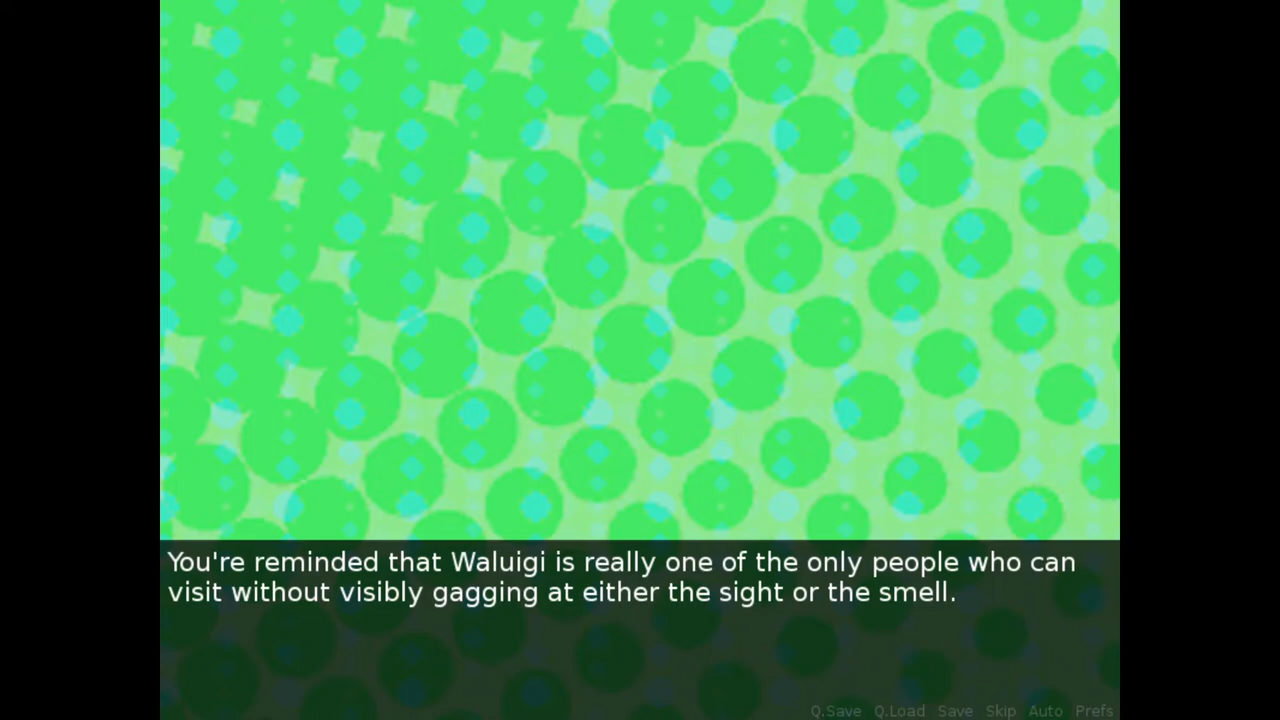 You're reminded that Waluigi is really one of the only people who can
visit without visibly gagging at either the sight or the smell.
Q.Save Q.Load Save Skip Auto Prefs